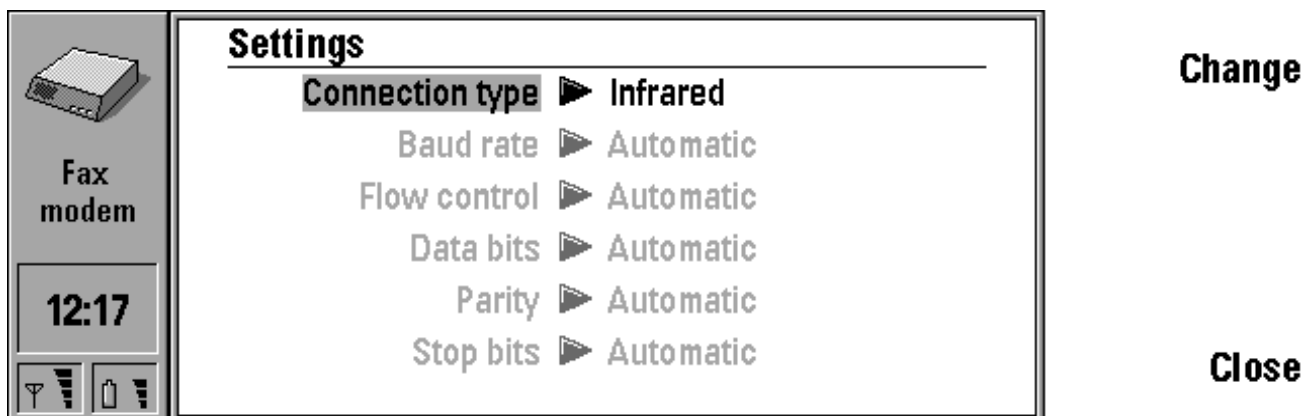 Fax
modem
12:17
Settings
Connection type Infrared
Baud rate Automatic
Flow control Automatic
Data bits Automatic
Parity Automatic
Stop bits Automatic
Change
Close